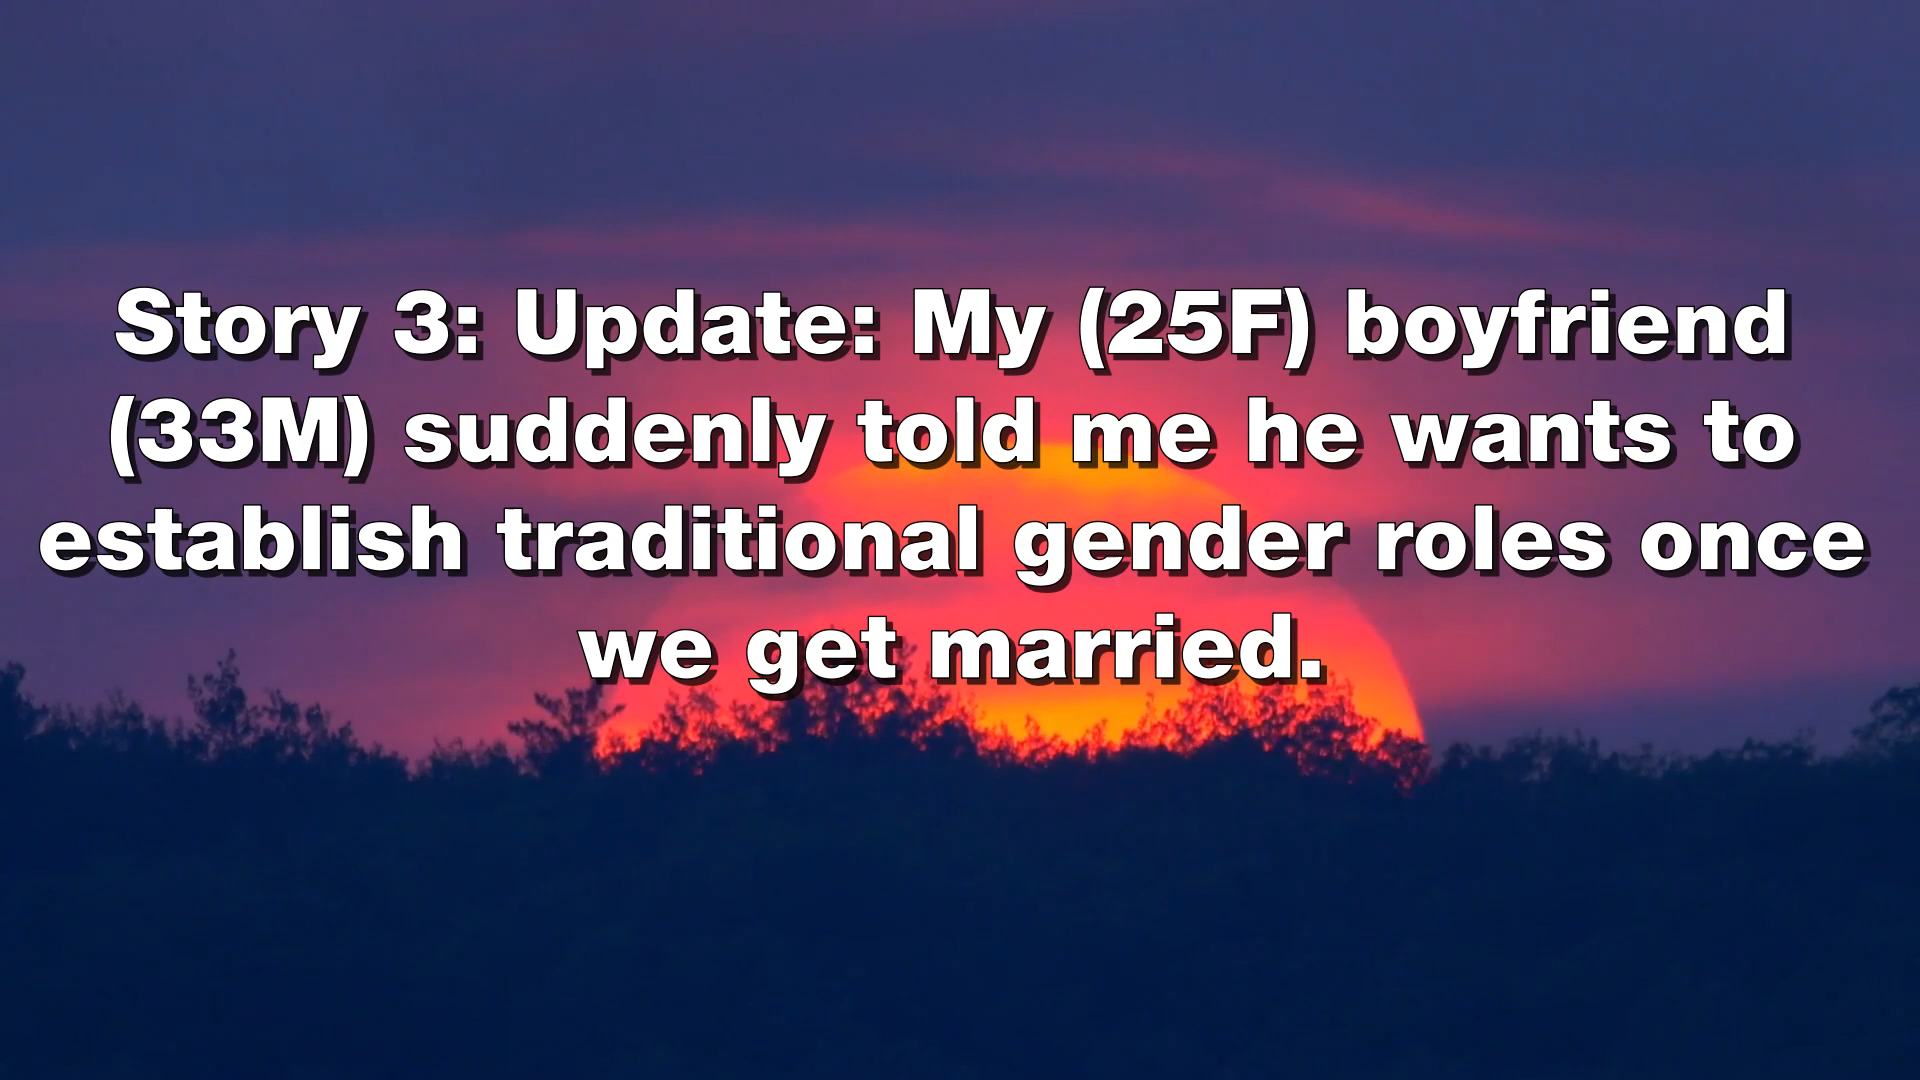 Story 3: Update: My (25F) boyfriend
(33M) suddenly told me he wants to
establish traditional gender roles once
we get married.